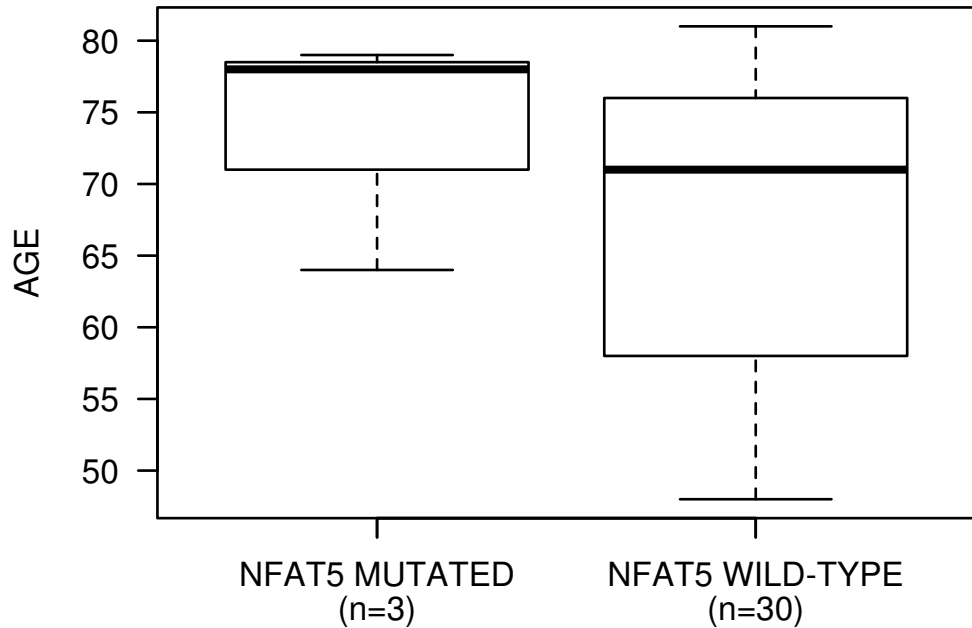 AGE
80
75
70
65
60
55
50
NFAT5 MUTATED
(n=3)
NFAT5 WILD-TYPE
(n=30)